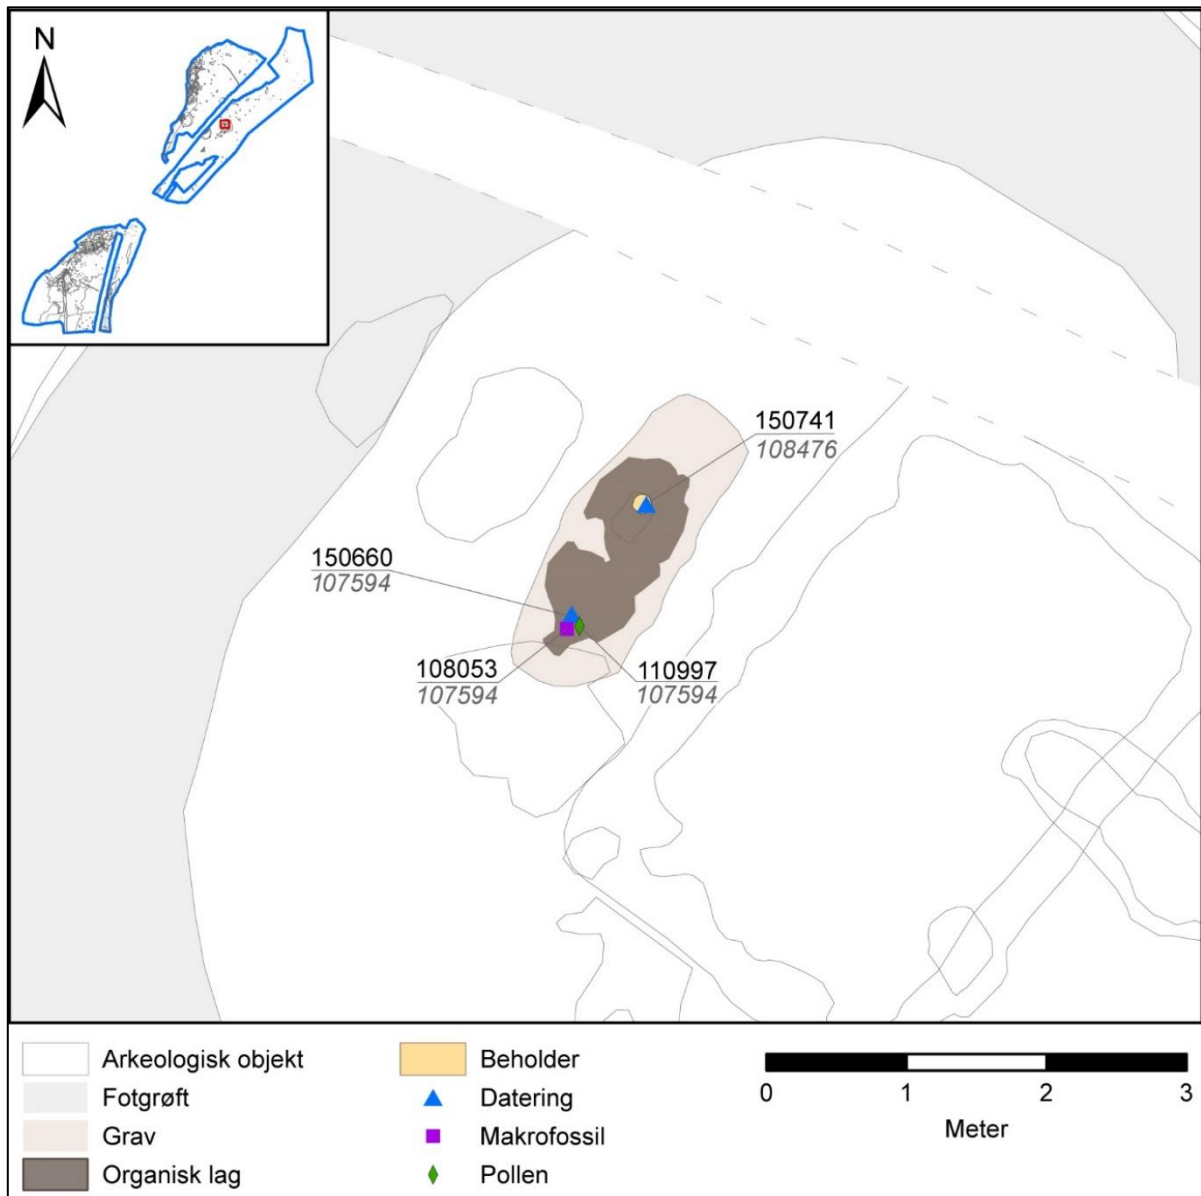 N
150741
108476
150660
107594
108053
107594
110997
107594
Arkeologisk objekt
Fotgrøft
Grav
Organisk lag
Beholder
Datering
Makrofossil
Pollen
0 1 2 3
Meter